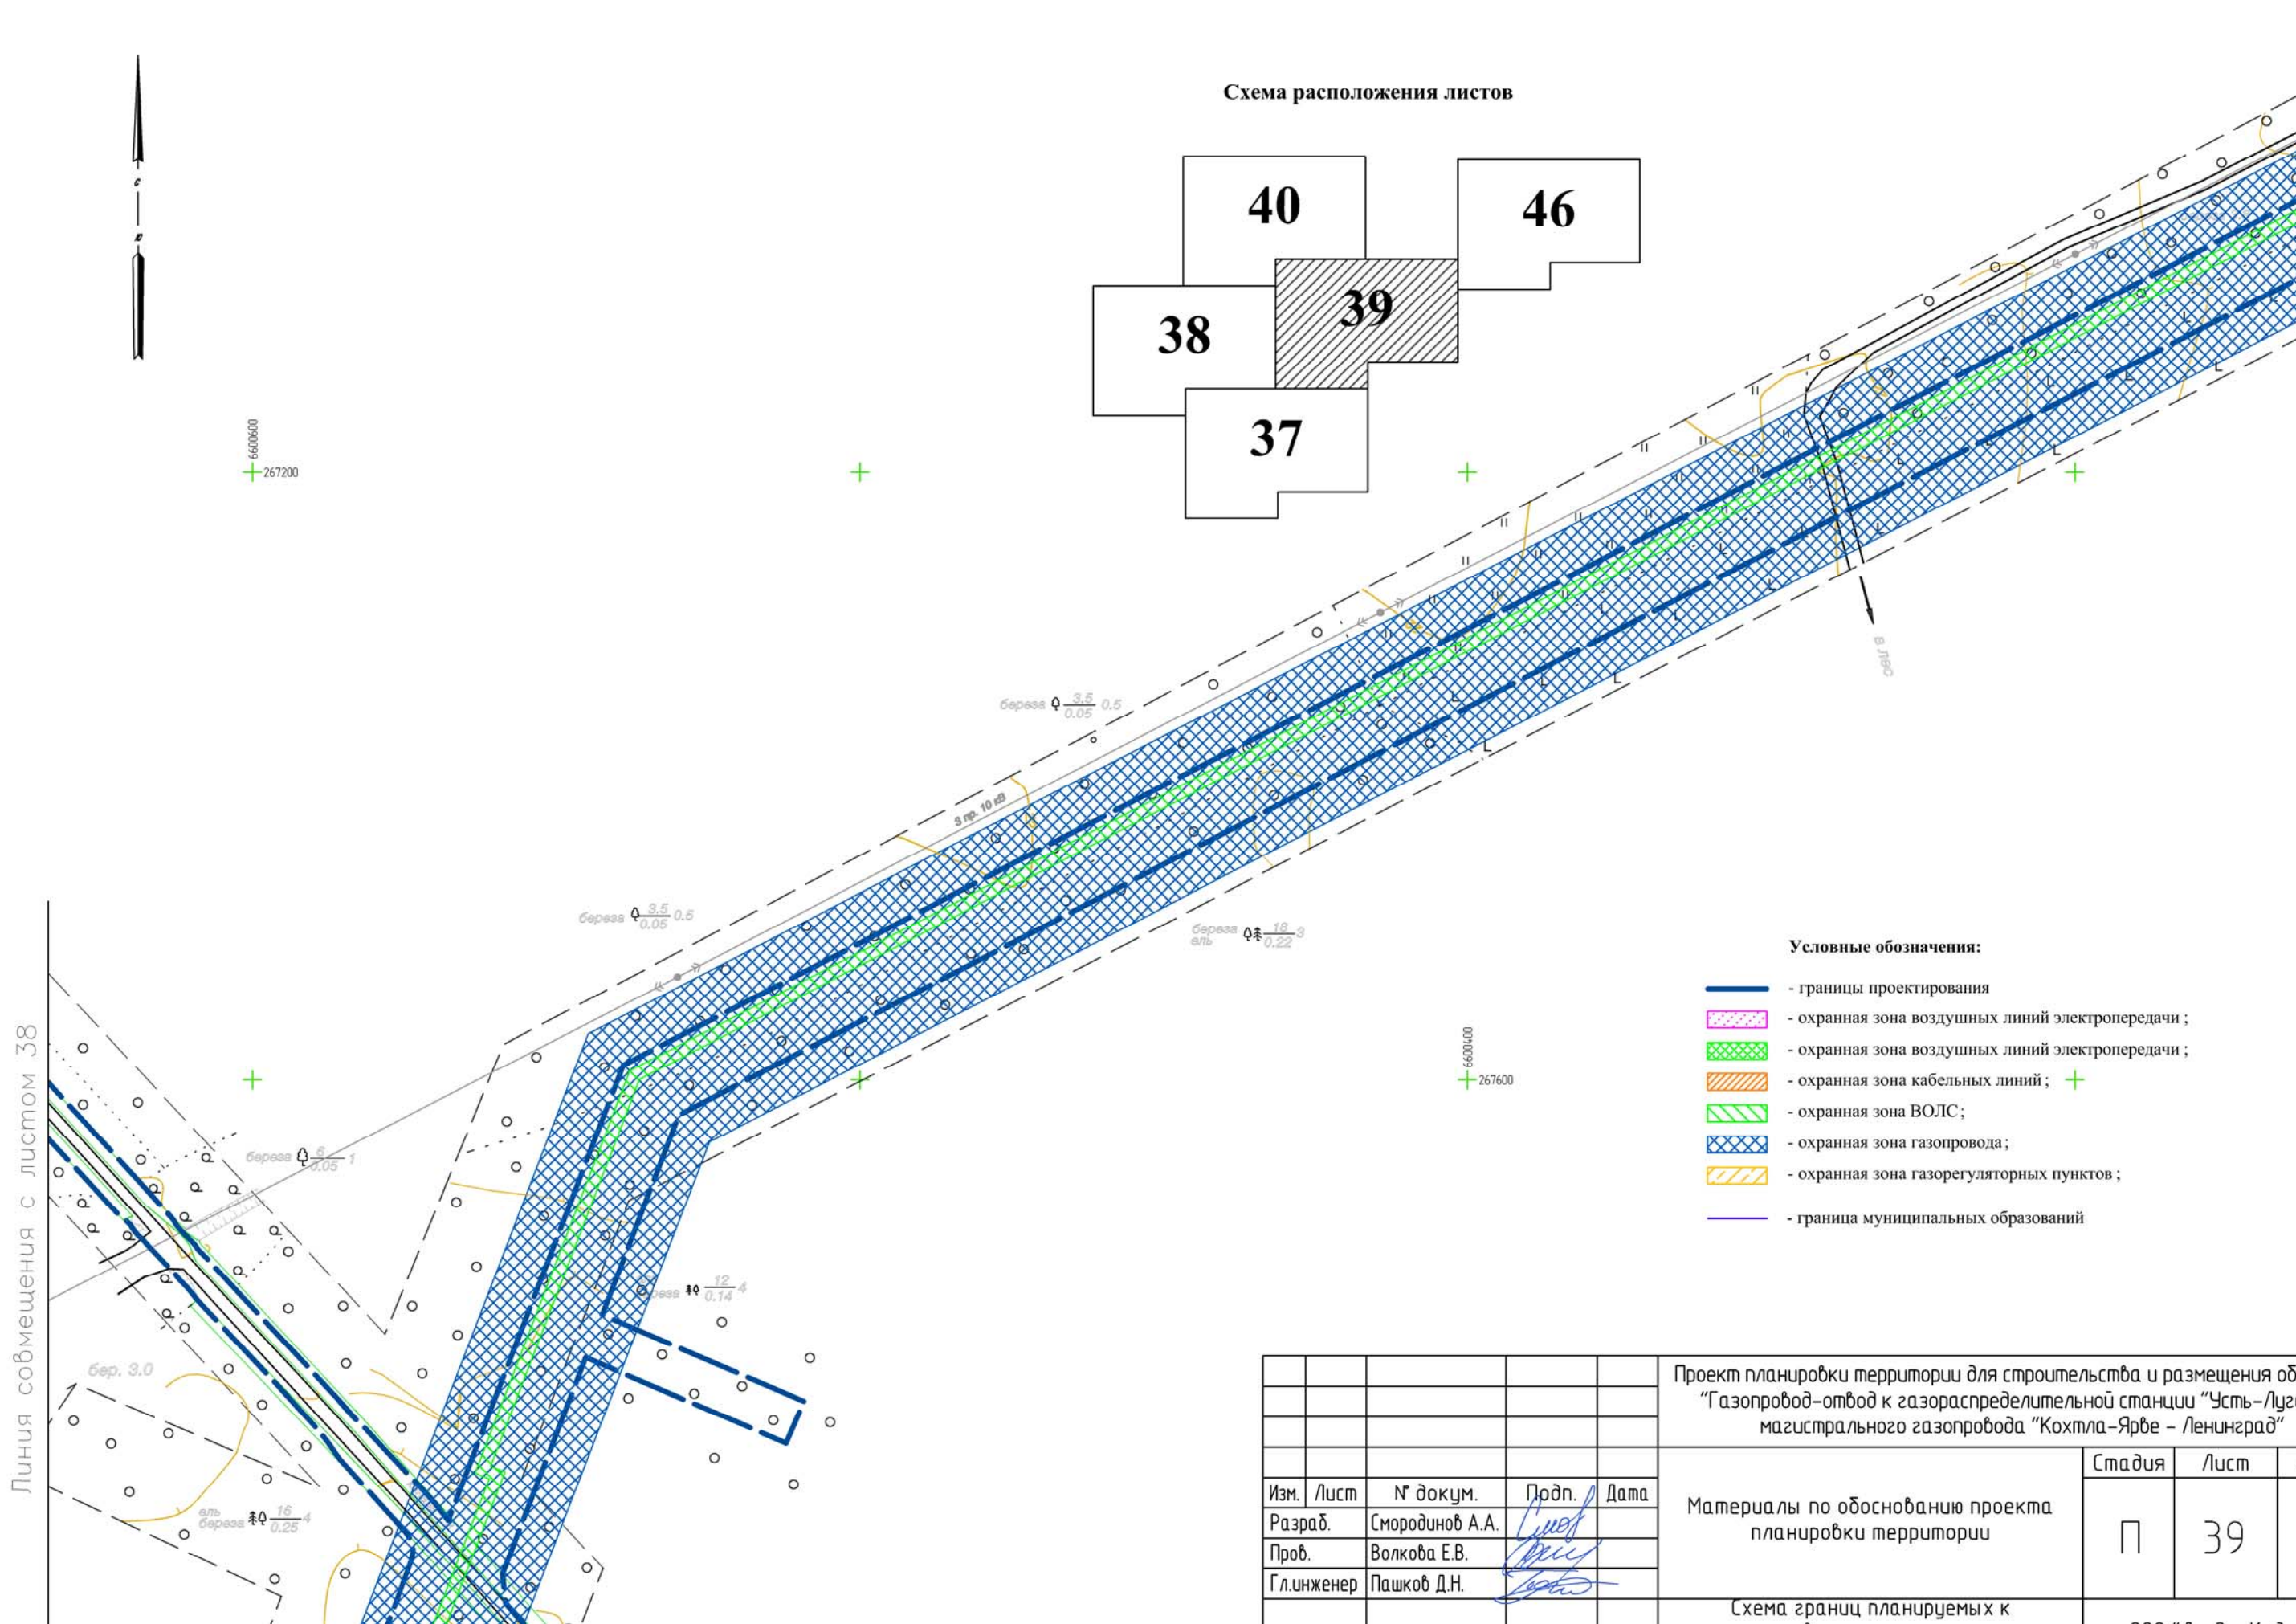 Схема расположения листов
40
46
39
38
37
с
ю
6600600
267200
в лес
береза 3.5 0.5
0.05
3 пр. 10 кВ
береза 3.5 0.5
0.05
береза 18 3
ель 0.22
Линия совмещения с листом 38
6600400
267600
береза 6 1
0.05
12 4
0.14
бер. 3.0
ель 16 4
береза 0.25
Условные обозначения:
- границы проектирования
- охранная зона воздушных линий электропередачи ;
- охранная зона воздушных линий электропередачи ;
- охранная зона кабельных линий ;
- охранная зона ВОЛС;
- охранная зона газопровода;
- охранная зона газорегуляторных пунктов ;
- граница муниципальных образований
Проект планировки территории для строительства и размещения об
"Газопровод-отвод к газораспределительной станции "Усть-Луг
магистрального газопровода "Кохтла-Ярве - Ленинград"
Стадия Лист
Изм. Лист № докум. Подп. Дата
Материалы по обоснованию проекта
планировки территории
П 39
Разраб. Смородинов А.А.
Пров. Волкова Е.В.
Гл.инженер Пашков Д.Н.
Схема границ планируемых к